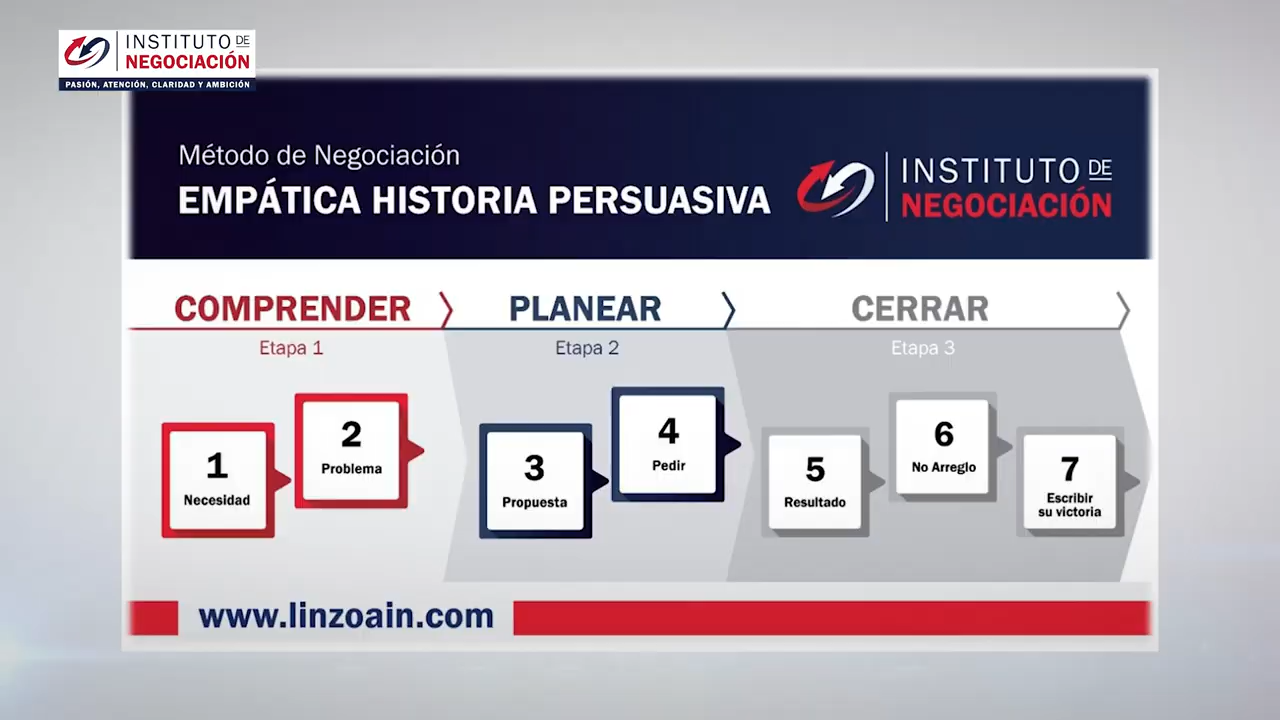 INSTITUTO DE
NEGOCIACIÓN
PASIÓN, ATENCIÓN, CLARIDAD Y AMBICIÓN
Método de Negociación
EMPÁTICA HISTORIA PERSUASIVA
INSTITUTO DE
NEGOCIACIÓN
COMPRENDER
PLANEAR
CERRAR
Etapa 1
Etapa 2
Etapa 3
1
Necesidad
2
Problema
3
Propuesta
4
Pedir
5
Resultado
6
No Arreglo
7
Escribir
su victoria
www.linzoain.com